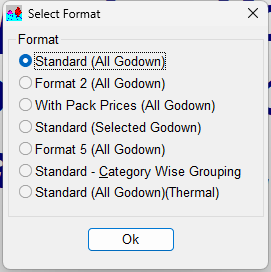 Select Format
Format
Standard (All Godown)
Format 2 (All Godown)
With Pack Prices (All Godown)
Standard (Selected Godown)
Format 5 (All Godown)
Standard - Category Wise Grouping
Standard (All Godown)(Thermal)
Ok